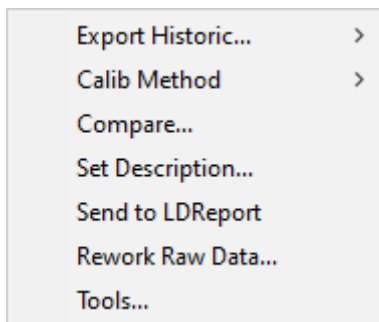 Export Historic...
Calib Method
Compare...
Set Description...
Send to LDReport
Rework Raw Data...
Tools...